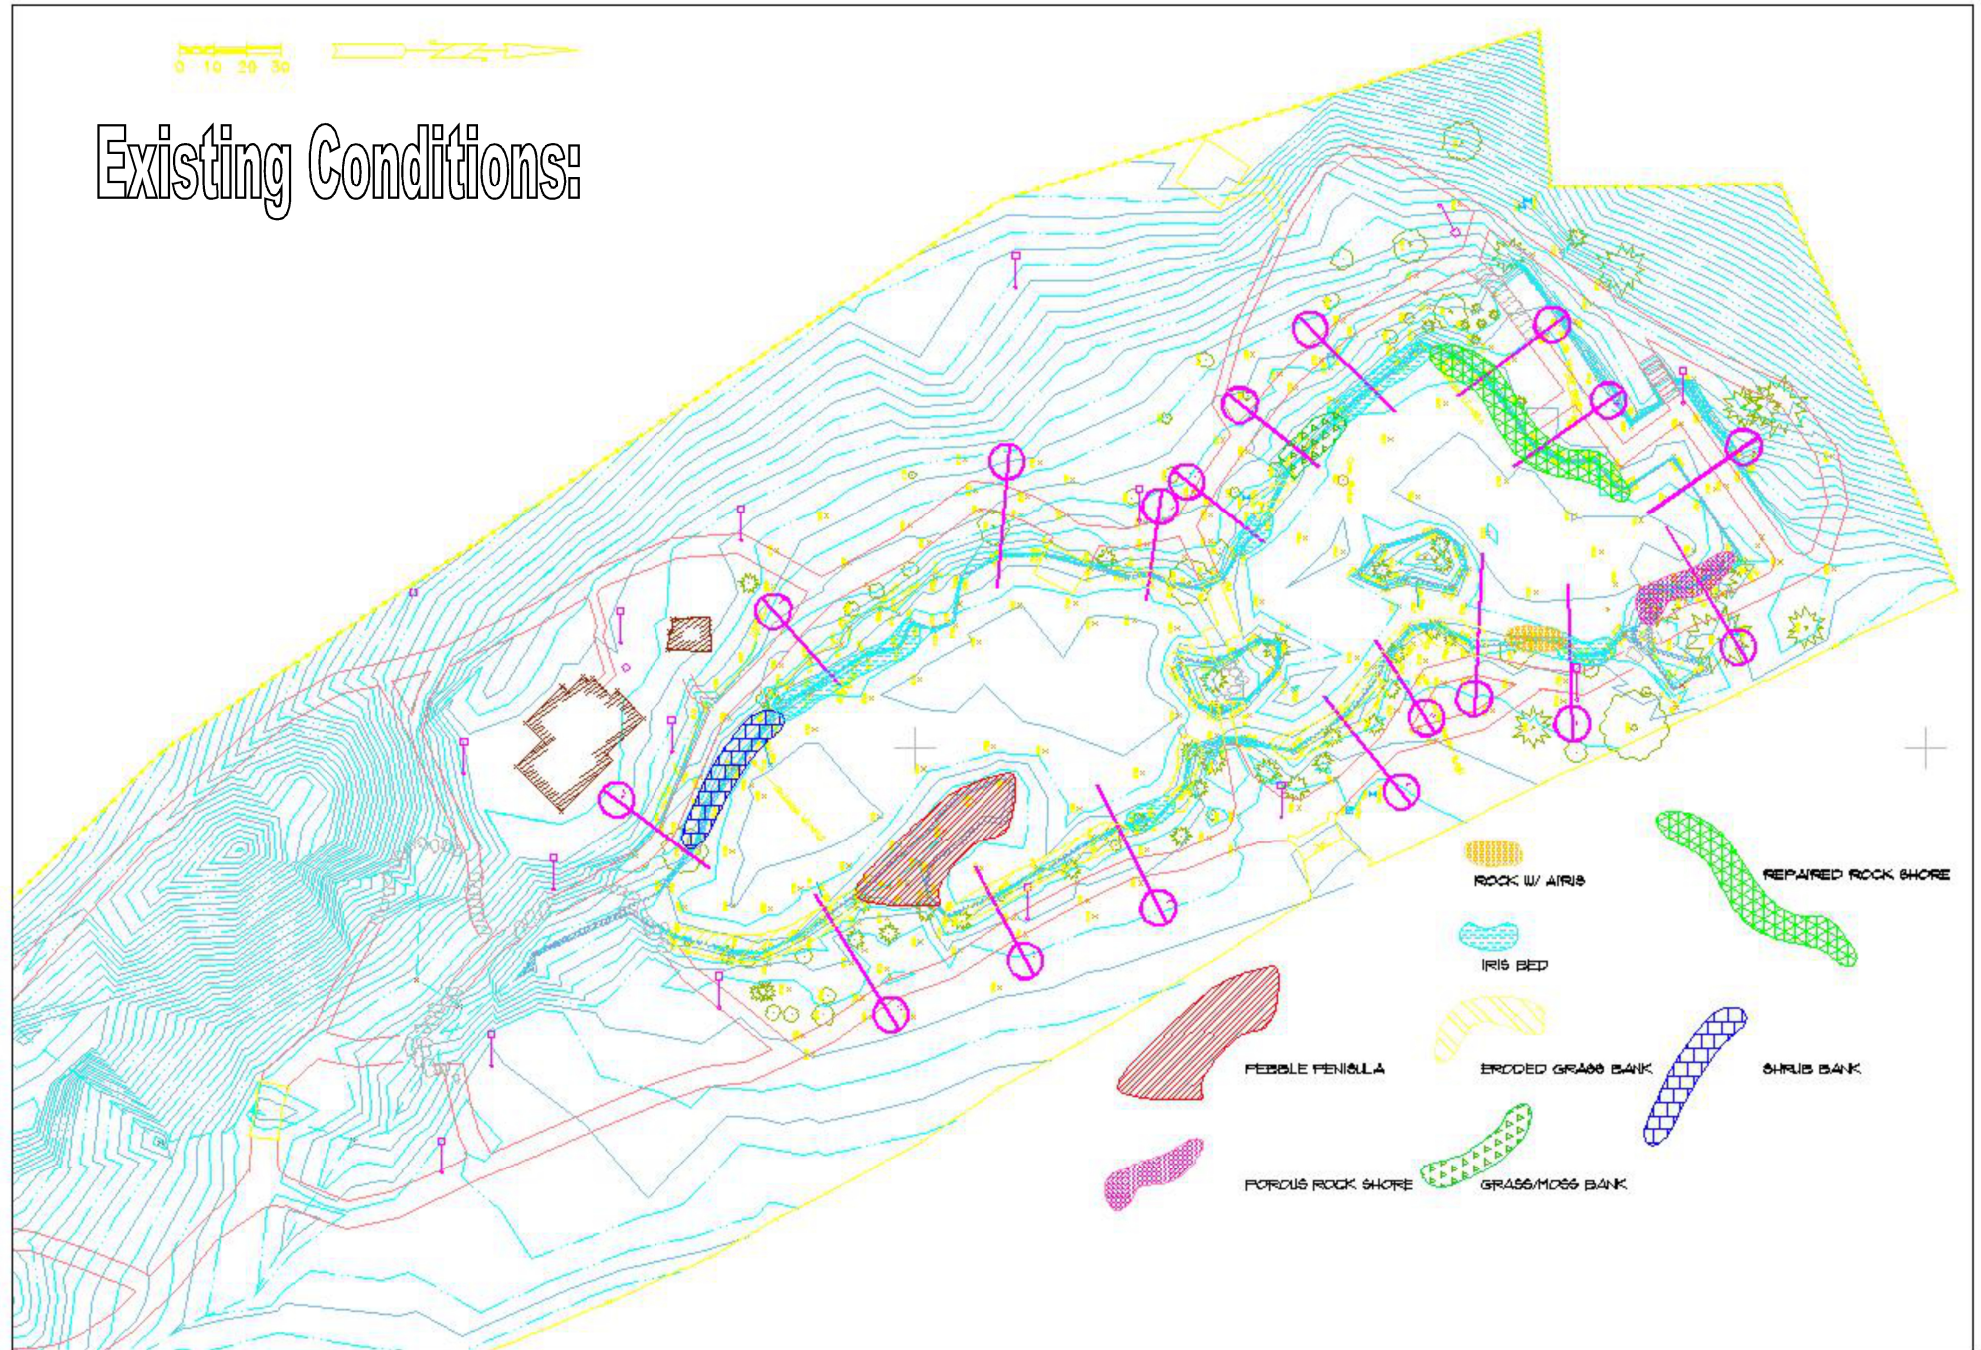 0 10 20 30
Existing Conditions:
ROCK W/ AIRIS
REPAIRED ROCK SHORE
IRIS BED
PEBBLE PENISULA
ERODED GRASS BANK
SHRUB BANK
POROUS ROCK SHORE
GRASS/MOSS BANK